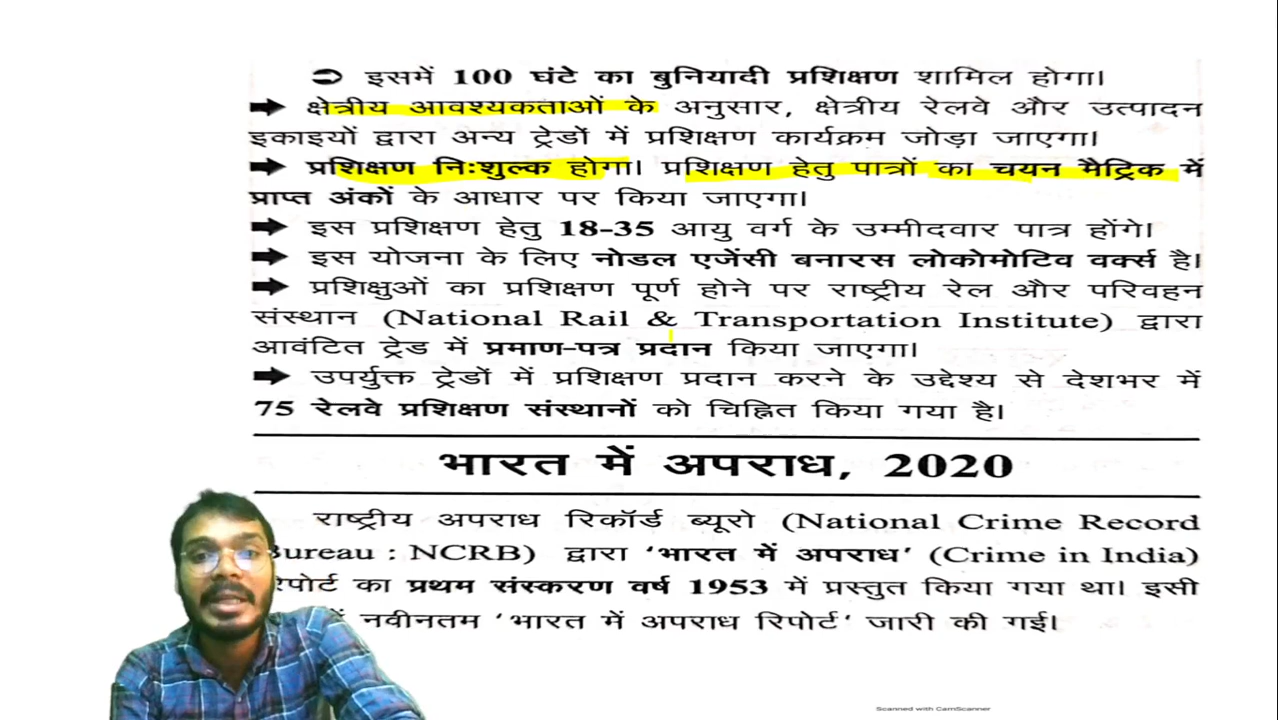 ➲ इसमें 100 घंटे का बुनियादी प्रशिक्षण शामिल होगा।
➡ क्षेत्रीय आवश्यकताओं के अनुसार, क्षेत्रीय रेलवे और उत्पादन
इकाइयों द्वारा अन्य ट्रेडों में प्रशिक्षण कार्यक्रम जोड़ा जाएगा।
➡ प्रशिक्षण निःशुल्क होगा। प्रशिक्षण हेतु पात्रों का चयन मैट्रिक में
प्राप्त अंकों के आधार पर किया जाएगा।
➡ इस प्रशिक्षण हेतु 18-35 आयु वर्ग के उम्मीदवार पात्र होंगे।
➡ इस योजना के लिए नोडल एजेंसी बनारस लोकोमोटिव वर्क्स है।
➡ प्रशिक्षुओं का प्रशिक्षण पूर्ण होने पर राष्ट्रीय रेल और परिवहन
संस्थान (National Rail & Transportation Institute) द्वारा
आवंटित ट्रेड में प्रमाण-पत्र प्रदान किया जाएगा।
➡ उपर्युक्त ट्रेडों में प्रशिक्षण प्रदान करने के उद्देश्य से देशभर में
75 रेलवे प्रशिक्षण संस्थानों को चिह्नित किया गया है।
भारत में अपराध, 2020
राष्ट्रीय अपराध रिकॉर्ड ब्यूरो (National Crime Record
Bureau : NCRB) द्वारा 'भारत में अपराध' (Crime in India)
रिपोर्ट का प्रथम संस्करण वर्ष 1953 में प्रस्तुत किया गया था। इसी
नवीनतम 'भारत में अपराध रिपोर्ट' जारी की गई।
Scanned with CamScanner